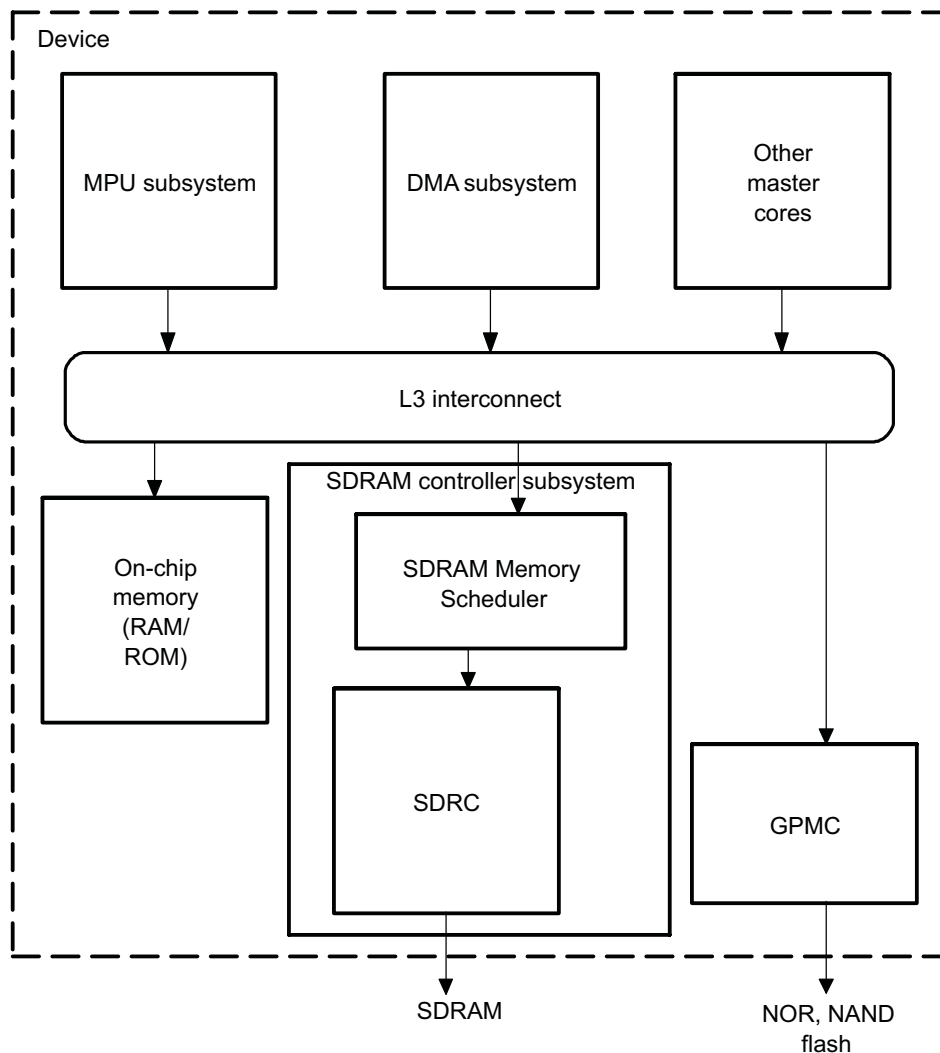 Device
MPU subsystem
DMA subsystem
Other
master
cores
L3 interconnect
SDRAM controller subsystem
On-chip
memory
(RAM/
ROM)
SDRAM Memory
Scheduler
SDRC
GPMC
SDRAM
NOR, NAND
flash